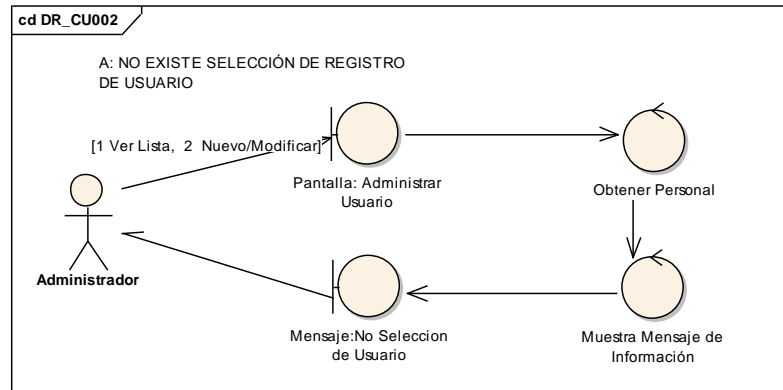 cd DR_CU002
A: NO EXISTE SELECCIÓN DE REGISTRO
DE USUARIO
[1 Ver Lista, 2 Nuevo/Modificar]
Pantalla: Administrar
Usuario
Obtener Personal
Administrador
Mensaje:No Seleccion
de Usuario
Muestra Mensaje de
Información